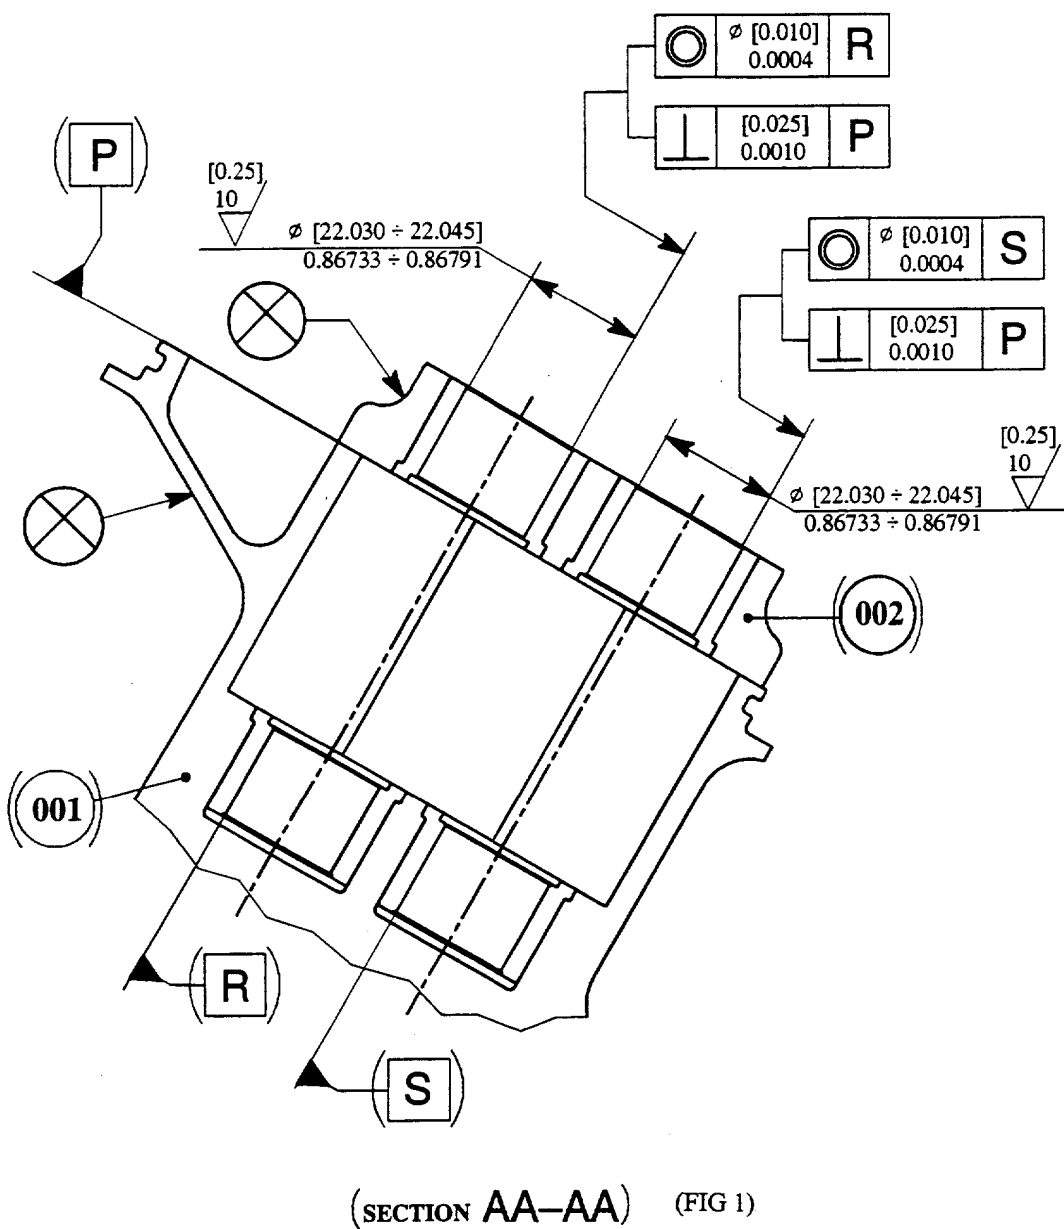 ⌀ [0.010]
0.0004
R
[0.025]
0.0010
P
(P)
[0.25]
10
⌀ [22.030 ÷ 22.045]
0.86733 ÷ 0.86791
⌀ [0.010]
0.0004
S
[0.025]
0.0010
P
[0.25]
10
⌀ [22.030 ÷ 22.045]
0.86733 ÷ 0.86791
(002)
(001)
(R)
(S)
(SECTION AA–AA) (FIG 1)